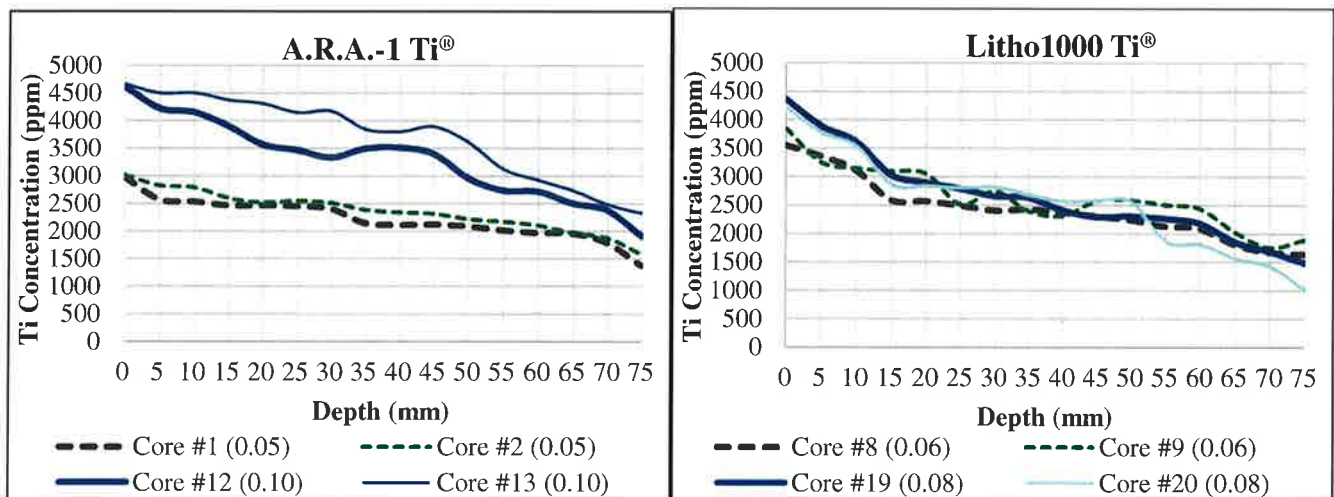 A.R.A.-1 Ti®
Ti Concentration (ppm)
5000
4500
4000
3500
3000
2500
2000
1500
1000
500
0
0 5 10 15 20 25 30 35 40 45 50 55 60 65 70 75
Depth (mm)
Core #1 (0.05) Core #2 (0.05)
Core #12 (0.10) Core #13 (0.10)
Litho1000 Ti®
Ti Concentration (ppm)
5000
4500
4000
3500
3000
2500
2000
1500
1000
500
0
0 5 10 15 20 25 30 35 40 45 50 55 60 65 70 75
Depth (mm)
Core #8 (0.06) Core #9 (0.06)
Core #19 (0.08) Core #20 (0.08)